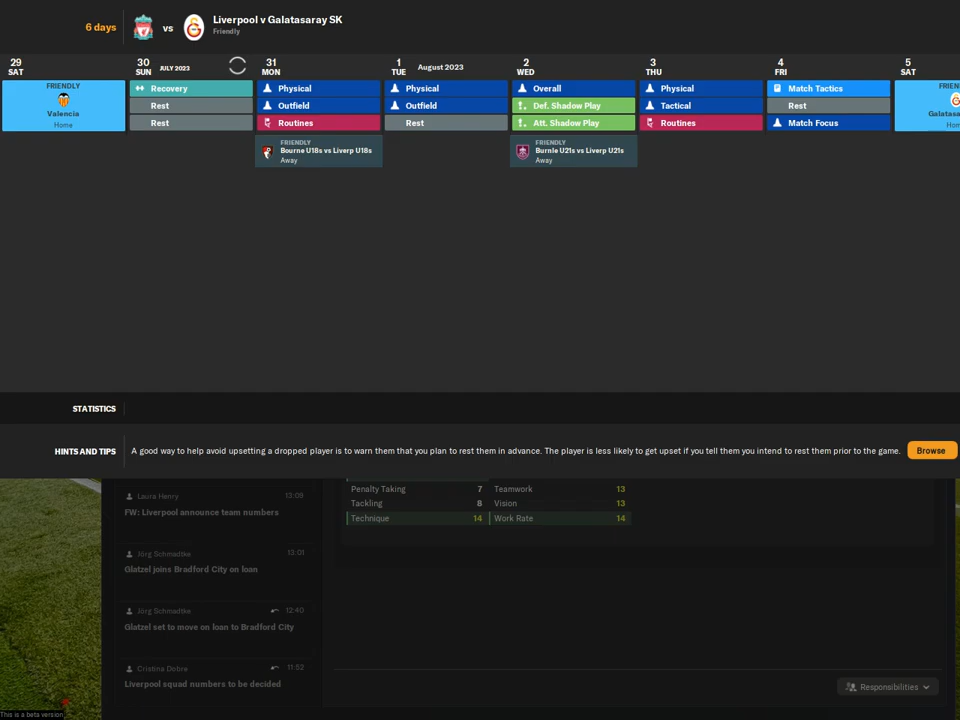 6 days
vs
Liverpool v Galatasaray SK
Friendly
29
SAT
30
SUN JULY 2023
31
MON
1
TUE August 2023
2
WED
3
THU
4
FRI
5
SAT
FRIENDLY
Valencia
Home
Recovery
Rest
Rest
Physical
Outfield
Routines
Physical
Outfield
Rest
Overall
Def. Shadow Play
Att. Shadow Play
Physical
Tactical
Routines
Match Tactics
Rest
Match Focus
FRIEN
Galatasa
Hom
FRIENDLY
Bourne U18s vs Liverp U18s
Away
FRIENDLY
Burnle U21s vs Liverp U21s
Away
STATISTICS
HINTS AND TIPS
A good way to help avoid upsetting a dropped player is to warn them that you plan to rest them in advance. The player is less likely to get upset if you tell them you intend to rest them prior to the game.
Browse
Laura Henry 13:09
FW: Liverpool announce team numbers
Jörg Schmadtke 13:01
Glatzel joins Bradford City on loan
Jörg Schmadtke 12:40
Glatzel set to move on loan to Bradford City
Cristina Dobre 11:52
Liverpool squad numbers to be decided
Penalty Taking 7 Teamwork 13
Tackling 8 Vision 13
Technique 14 Work Rate 14
Responsibilities
This is a beta version